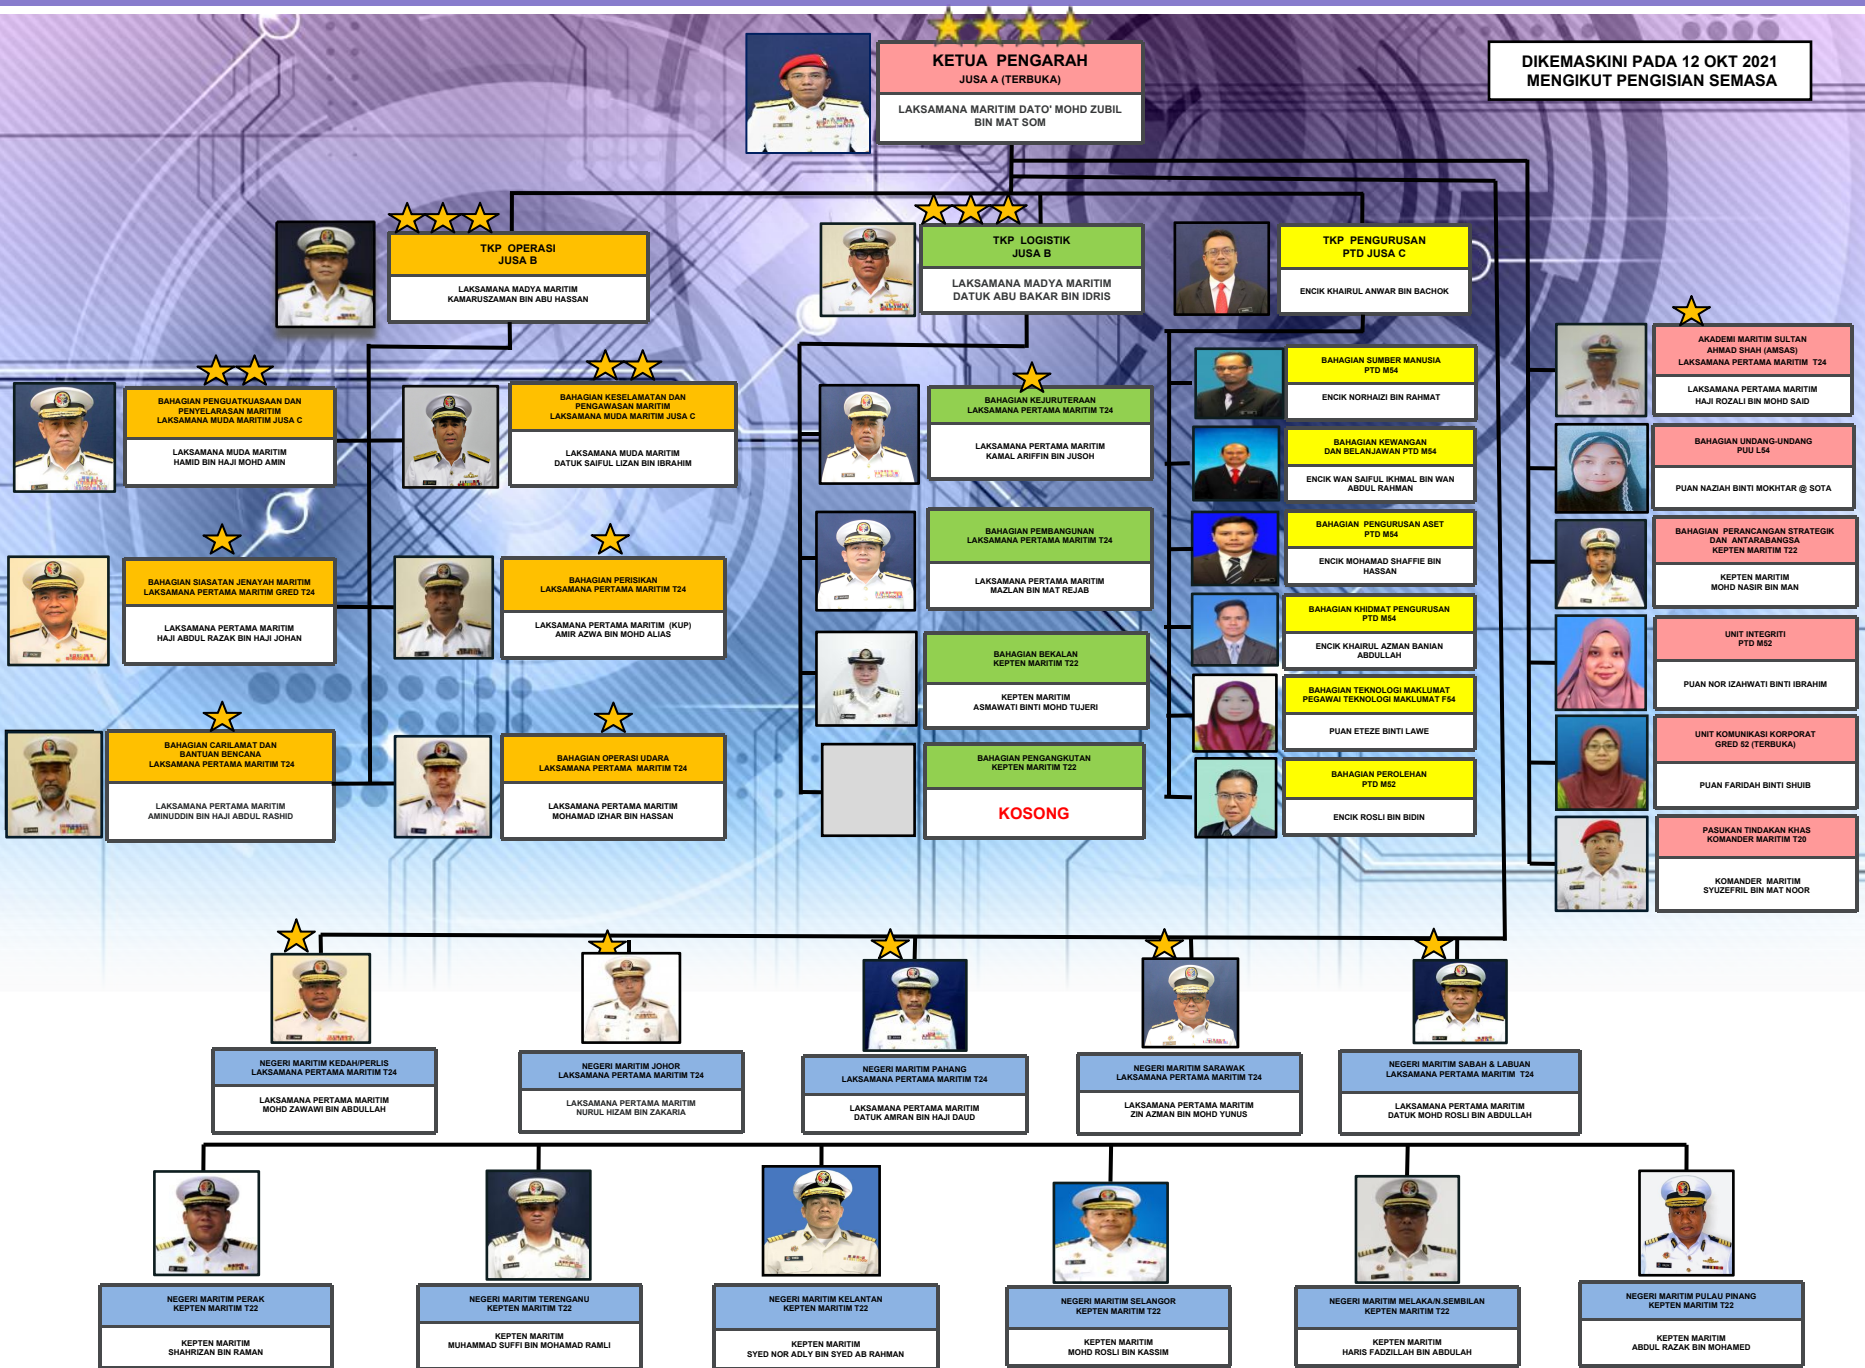 DIKEMASKINI PADA 12 OKT 2021
MENGIKUT PENGISIAN SEMASA
KETUA PENGARAH
JUSA A (TERBUKA)
LAKSAMANA MARITIM DATO' MOHD ZUBIL
BIN MAT SOM
TKP OPERASI
JUSA B
LAKSAMANA MADYA MARITIM
KAMARUSZAMAN BIN ABU HASSAN
TKP LOGISTIK
JUSA B
LAKSAMANA MADYA MARITIM
DATUK ABU BAKAR BIN IDRIS
TKP PENGURUSAN
PTD JUSA C
ENCIK KHAIRUL ANWAR BIN BACHOK
BAHAGIAN PENGUATKUASAAN DAN
PENYELARASAN MARITIM
LAKSAMANA MUDA MARITIM JUSA C
LAKSAMANA MUDA MARITIM
HAMID BIN HAJI MOHD AMIN
BAHAGIAN KESELAMATAN DAN
PENGAWASAN MARITIM
LAKSAMANA MUDA MARITIM JUSA C
LAKSAMANA MUDA MARITIM
DATUK SAIFUL LIZAN BIN IBRAHIM
BAHAGIAN SIASATAN JENAYAH MARITIM
LAKSAMANA PERTAMA MARITIM GRED T24
LAKSAMANA PERTAMA MARITIM
HAJI ABDUL RAZAK BIN HAJI JOHAN
BAHAGIAN PERISIKAN
LAKSAMANA PERTAMA MARITIM T24
LAKSAMANA PERTAMA MARITIM (KUP)
AMIR AZWA BIN MOHD ALIAS
BAHAGIAN CARILAMAT DAN
BANTUAN BENCANA
LAKSAMANA PERTAMA MARITIM T24
LAKSAMANA PERTAMA MARITIM
AMINUDDIN BIN HAJI ABDUL RASHID
BAHAGIAN OPERASI UDARA
LAKSAMANA PERTAMA MARITIM T24
LAKSAMANA PERTAMA MARITIM
MOHAMAD IZHAR BIN HASSAN
BAHAGIAN KEJURUTERAAN
LAKSAMANA PERTAMA MARITIM T24
LAKSAMANA PERTAMA MARITIM
KAMAL ARIFFIN BIN JUSOH
BAHAGIAN PEMBANGUNAN
LAKSAMANA PERTAMA MARITIM T24
LAKSAMANA PERTAMA MARITIM
MAZLAN BIN MAT REJAB
BAHAGIAN BEKALAN
KEPTEN MARITIM T22
KEPTEN MARITIM
ASMAWATI BINTI MOHD TUJERI
BAHAGIAN PENGANGKUTAN
KEPTEN MARITIM T22
KOSONG
BAHAGIAN SUMBER MANUSIA
PTD M54
ENCIK NORHAIZI BIN RAHMAT
BAHAGIAN KEWANGAN
DAN BELANJAWAN PTD M54
ENCIK WAN SAIFUL IKHMAL BIN WAN
ABDUL RAHMAN
BAHAGIAN PENGURUSAN ASET
PTD M54
ENCIK MOHAMAD SHAFFIE BIN
HASSAN
BAHAGIAN KHIDMAT PENGURUSAN
PTD M54
ENCIK KHAIRUL AZMAN BANIAN
ABDULLAH
BAHAGIAN TEKNOLOGI MAKLUMAT
PEGAWAI TEKNOLOGI MAKLUMAT F54
PUAN ETEZE BINTI LAWE
BAHAGIAN PEROLEHAN
PTD M52
ENCIK ROSLI BIN BIDIN
AKADEMI MARITIM SULTAN
AHMAD SHAH (AMSAS)
LAKSAMANA PERTAMA MARITIM T24
LAKSAMANA PERTAMA MARITIM
HAJI ROZALI BIN MOHD SAID
BAHAGIAN UNDANG-UNDANG
PUU L54
PUAN NAZIAH BINTI MOKHTAR @ SOTA
BAHAGIAN PERANCANGAN STRATEGIK
DAN ANTARABANGSA
KEPTEN MARITIM T22
KEPTEN MARITIM
MOHD NASIR BIN MAN
UNIT INTEGRITI
PTD M52
PUAN NOR IZAHWATI BINTI IBRAHIM
UNIT KOMUNIKASI KORPORAT
GRED 52 (TERBUKA)
PUAN FARIDAH BINTI SHUIB
PASUKAN TINDAKAN KHAS
KOMANDER MARITIM T20
KOMANDER MARITIM
SYUZEFRIL BIN MAT NOOR
NEGERI MARITIM KEDAH/PERLIS
LAKSAMANA PERTAMA MARITIM T24
LAKSAMANA PERTAMA MARITIM
MOHD ZAWAWI BIN ABDULLAH
NEGERI MARITIM JOHOR
LAKSAMANA PERTAMA MARITIM T24
LAKSAMANA PERTAMA MARITIM
NURUL HIZAM BIN ZAKARIA
NEGERI MARITIM PAHANG
LAKSAMANA PERTAMA MARITIM T24
LAKSAMANA PERTAMA MARITIM
DATUK AMRAN BIN HAJI DAUD
NEGERI MARITIM SARAWAK
LAKSAMANA PERTAMA MARITIM T24
LAKSAMANA PERTAMA MARITIM
ZIN AZMAN BIN MOHD YUNUS
NEGERI MARITIM SABAH & LABUAN
LAKSAMANA PERTAMA MARITIM T24
LAKSAMANA PERTAMA MARITIM
DATUK MOHD ROSLI BIN ABDULLAH
NEGERI MARITIM PERAK
KEPTEN MARITIM T22
KEPTEN MARITIM
SHAHRIZAN BIN RAMAN
NEGERI MARITIM TERENGANU
KEPTEN MARITIM T22
KEPTEN MARITIM
MUHAMMAD SUFFI BIN MOHAMAD RAMLI
NEGERI MARITIM KELANTAN
KEPTEN MARITIM T22
KEPTEN MARITIM
SYED NOR ADLY BIN SYED AB RAHMAN
NEGERI MARITIM SELANGOR
KEPTEN MARITIM T22
KEPTEN MARITIM
MOHD ROSLI BIN KASSIM
NEGERI MARITIM MELAKA/N.SEMBILAN
KEPTEN MARITIM T22
KEPTEN MARITIM
HARIS FADZILLAH BIN ABDULAH
NEGERI MARITIM PULAU PINANG
KEPTEN MARITIM T22
KEPTEN MARITIM
ABDUL RAZAK BIN MOHAMED